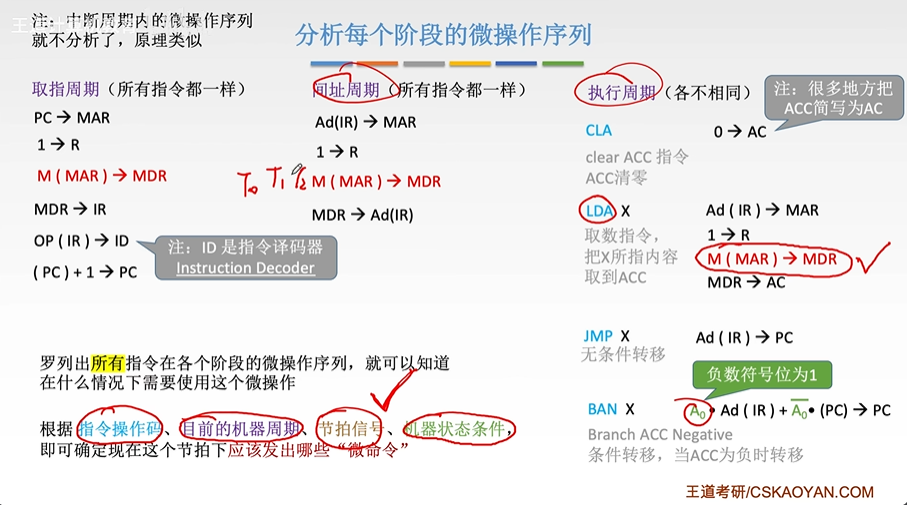 注：中断周期内的微操作序列
就不分析了，原理类似
分析每个阶段的微操作序列
取指周期（所有指令都一样）
PC → MAR
1 → R
M ( MAR ) → MDR
MDR → IR
OP ( IR ) → ID
( PC ) + 1 → PC
注：ID 是指令译码器
Instruction Decoder
间址周期（所有指令都一样）
Ad(IR) → MAR
1 → R
T₀ T₁ T₂
M ( MAR ) → MDR
MDR → Ad(IR)
执行周期（各不相同）
注：很多地方把
ACC简写为AC
CLA
0 → AC
clear ACC 指令
ACC清零
LDA X
Ad ( IR ) → MAR
取数指令，
1 → R
把X所指内容
M ( MAR ) → MDR
取到ACC
MDR → AC
JMP X
Ad ( IR ) → PC
无条件转移
负数符号位为1
BAN X
A₀• Ad ( IR ) + A̅₀• (PC) → PC
Branch ACC Negative
条件转移，当ACC为负时转移
罗列出所有指令在各个阶段的微操作序列，就可以知道
在什么情况下需要使用这个微操作
根据 指令操作码、目前的机器周期、节拍信号、机器状态条件，
即可确定现在这个节拍下应该发出哪些“微命令”
王道考研/CSKAOYAN.COM